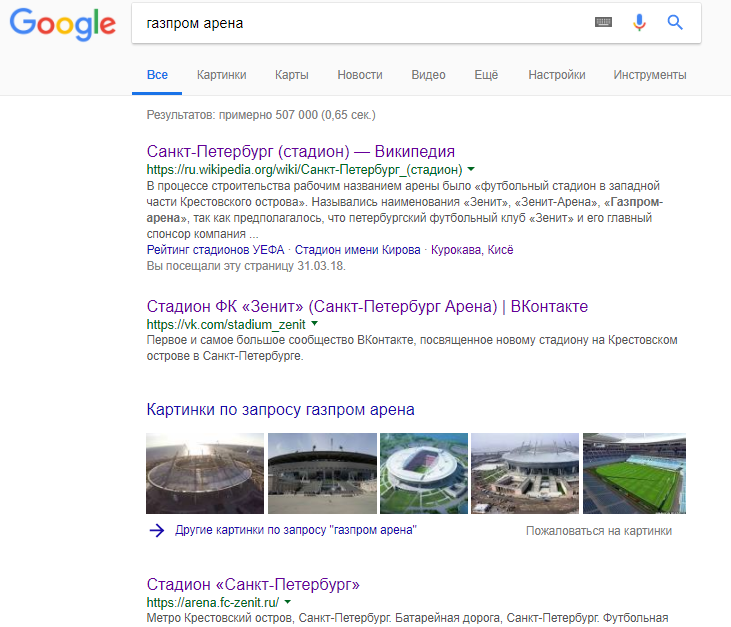 Google
газпром арена
Все
Картинки
Карты
Новости
Видео
Ещё
Настройки
Инструменты
Результатов: примерно 507 000 (0,65 сек.)
Санкт-Петербург (стадион) — Википедия
https://ru.wikipedia.org/wiki/Санкт-Петербург_(стадион)
В процессе строительства рабочим названием арены было «футбольный стадион в западной
части Крестовского острова». Назывались наименования «Зенит», «Зенит-Арена», «Газпром-
арена», так как предполагалось, что петербургский футбольный клуб «Зенит» и его главный
спонсор компания ...
Рейтинг стадионов УЕФА · Стадион имени Кирова · Курокава, Кисё
Вы посещали эту страницу 31.03.18.
Стадион ФК «Зенит» (Санкт-Петербург Арена) | ВКонтакте
https://vk.com/stadium_zenit
Первое и самое большое сообщество ВКонтакте, посвященное новому стадиону на Крестовском
острове в Санкт-Петербурге.
Картинки по запросу газпром арена
Другие картинки по запросу "газпром арена"
Пожаловаться на картинки
Стадион «Санкт-Петербург»
https://arena.fc-zenit.ru/
Метро Крестовский остров, Санкт-Петербург. Батарейная дорога, Санкт-Петербург. Футбольная